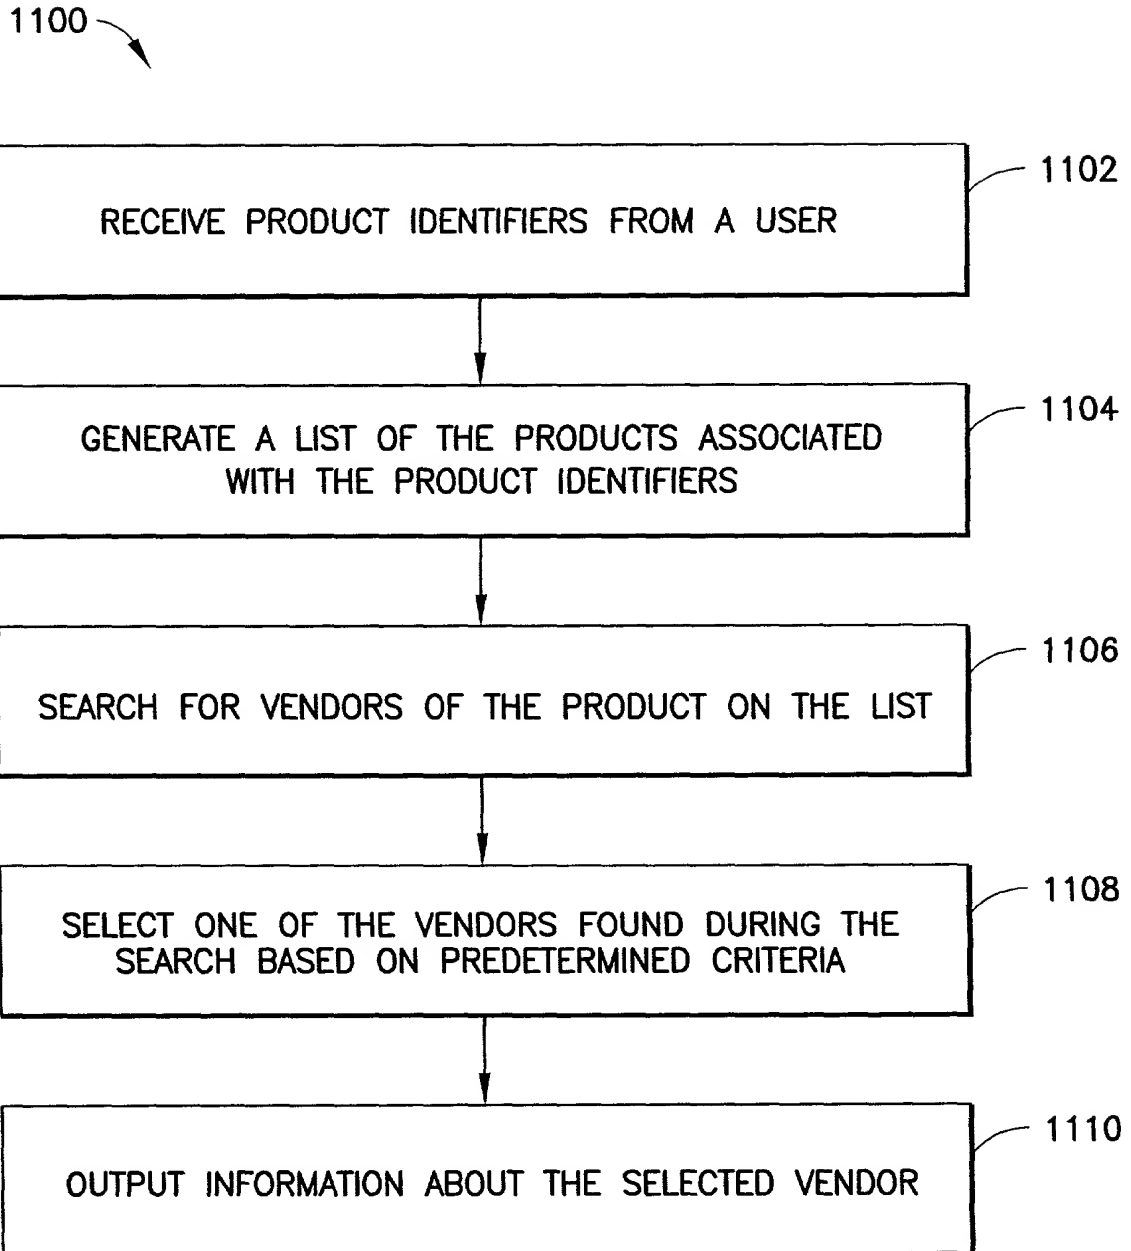 1100
1102
RECEIVE PRODUCT IDENTIFIERS FROM A USER
1104
GENERATE A LIST OF THE PRODUCTS ASSOCIATED
WITH THE PRODUCT IDENTIFIERS
1106
SEARCH FOR VENDORS OF THE PRODUCT ON THE LIST
1108
SELECT ONE OF THE VENDORS FOUND DURING THE
SEARCH BASED ON PREDETERMINED CRITERIA
1110
OUTPUT INFORMATION ABOUT THE SELECTED VENDOR